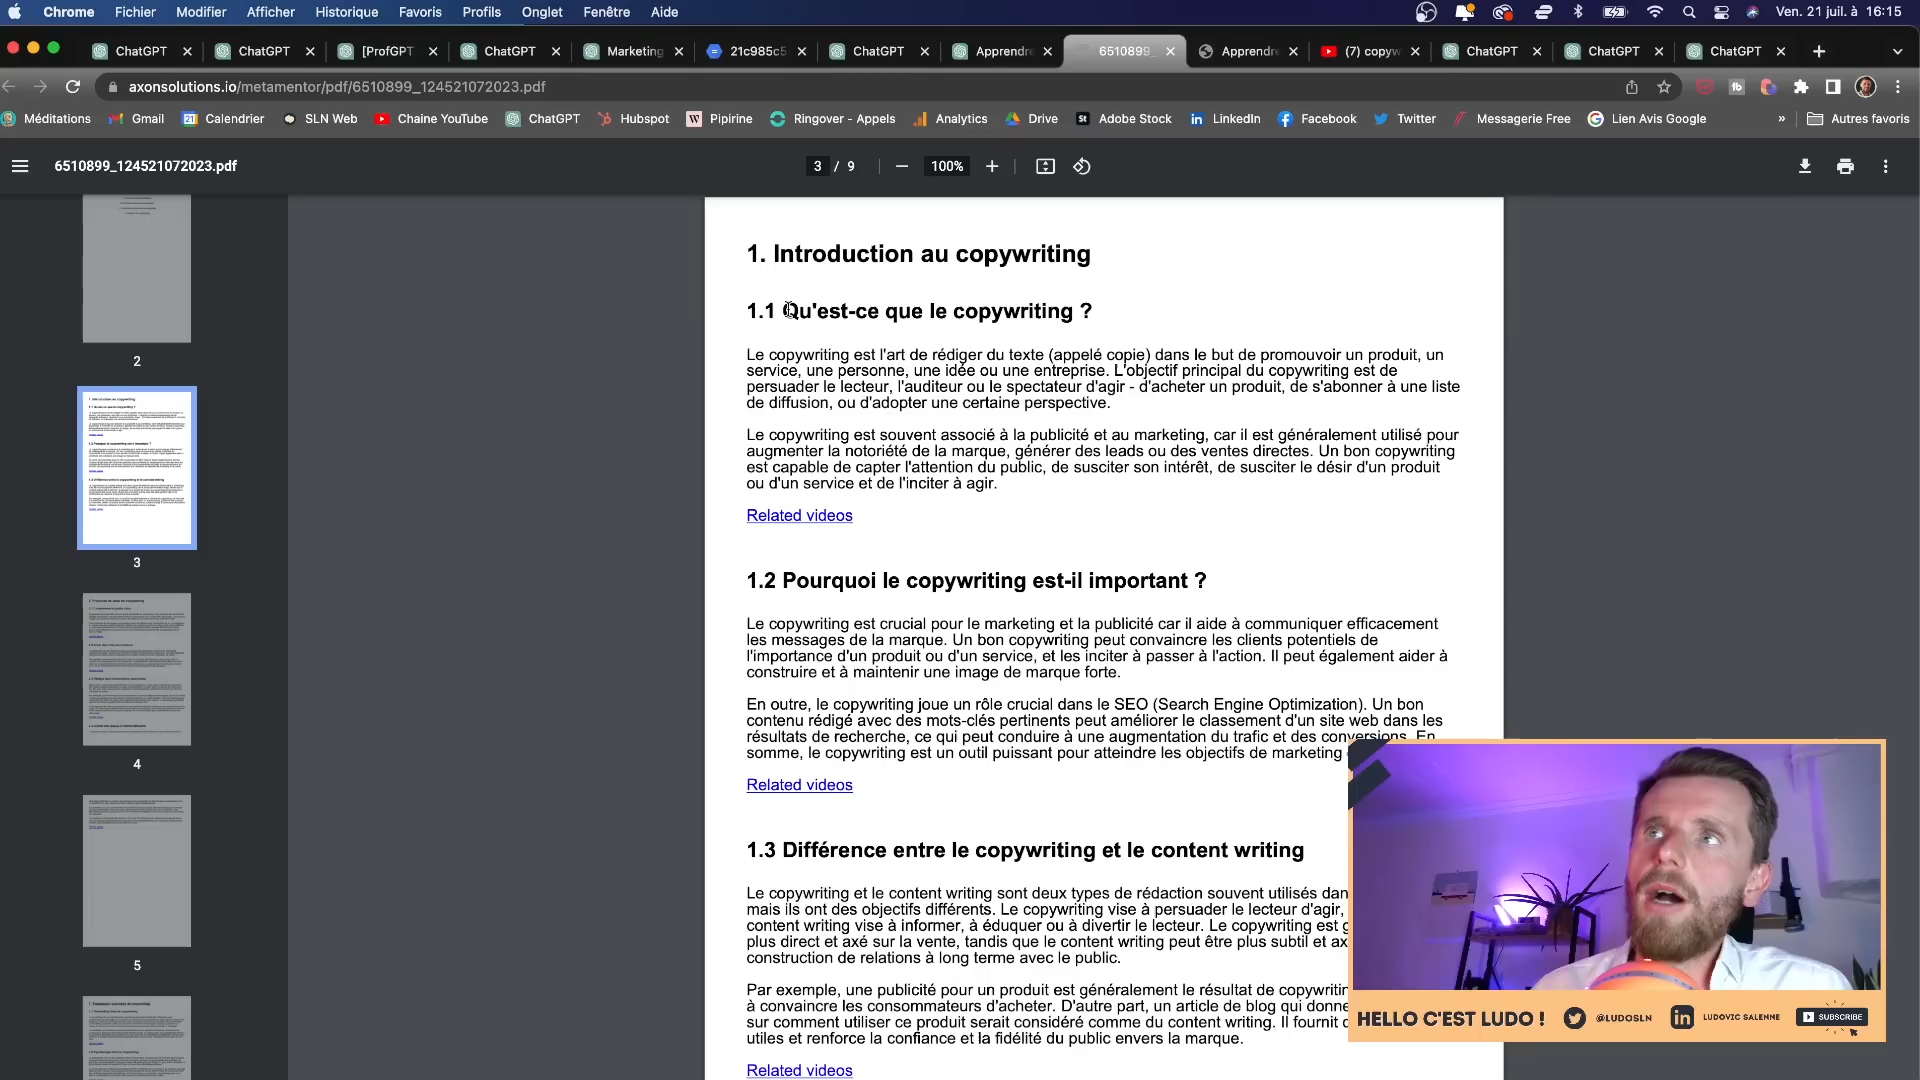 Chrome Fichier Modifier Afficher Historique Favoris Profils Onglet Fenêtre Aide Ven. 21 juil. à 16:15
ChatGPT ChatGPT [ProfGPT ChatGPT Marketing 21c985c5 ChatGPT Apprendre 6510899_ Apprendre (7) copyw ChatGPT ChatGPT ChatGPT
axonsolutions.io/metamentor/pdf/6510899_124521072023.pdf
Méditations Gmail Calendrier SLN Web Chaine YouTube ChatGPT Hubspot Pipirine Ringover - Appels Analytics Drive Adobe Stock LinkedIn Facebook Twitter Messagerie Free Lien Avis Google » Autres favoris
6510899_124521072023.pdf 3 / 9 100%
2
3
4
5
1. Introduction au copywriting
1.1 Qu'est-ce que le copywriting ?
Le copywriting est l'art de rédiger du texte (appelé copie) dans le but de promouvoir un produit, un
service, une personne, une idée ou une entreprise. L'objectif principal du copywriting est de
persuader le lecteur, l'auditeur ou le spectateur d'agir - d'acheter un produit, de s'abonner à une liste
de diffusion, ou d'adopter une certaine perspective.
Le copywriting est souvent associé à la publicité et au marketing, car il est généralement utilisé pour
augmenter la notoriété de la marque, générer des leads ou des ventes directes. Un bon copywriting
est capable de capter l'attention du public, de susciter son intérêt, de susciter le désir d'un produit
ou d'un service et de l'inciter à agir.
Related videos
1.2 Pourquoi le copywriting est-il important ?
Le copywriting est crucial pour le marketing et la publicité car il aide à communiquer efficacement
les messages de la marque. Un bon copywriting peut convaincre les clients potentiels de
l'importance d'un produit ou d'un service, et les inciter à passer à l'action. Il peut également aider à
construire et à maintenir une image de marque forte.
En outre, le copywriting joue un rôle crucial dans le SEO (Search Engine Optimization). Un bon
contenu rédigé avec des mots-clés pertinents peut améliorer le classement d'un site web dans les
résultats de recherche, ce qui peut conduire à une augmentation du trafic et des conversions. En
somme, le copywriting est un outil puissant pour atteindre les objectifs de marketing
Related videos
1.3 Différence entre le copywriting et le content writing
Le copywriting et le content writing sont deux types de rédaction souvent utilisés dan
mais ils ont des objectifs différents. Le copywriting vise à persuader le lecteur d'agir,
content writing vise à informer, à éduquer ou à divertir le lecteur. Le copywriting est g
plus direct et axé sur la vente, tandis que le content writing peut être plus subtil et ax
construction de relations à long terme avec le public.
Par exemple, une publicité pour un produit est généralement le résultat de copywritin
à convaincre les consommateurs d'acheter. D'autre part, un article de blog qui donne
sur comment utiliser ce produit serait considéré comme du content writing. Il fournit
utiles et renforce la confiance et la fidélité du public envers la marque.
Related videos
HELLO C'EST LUDO ! @LUDOSLN LUDOVIC SALENNE SUBSCRIBE